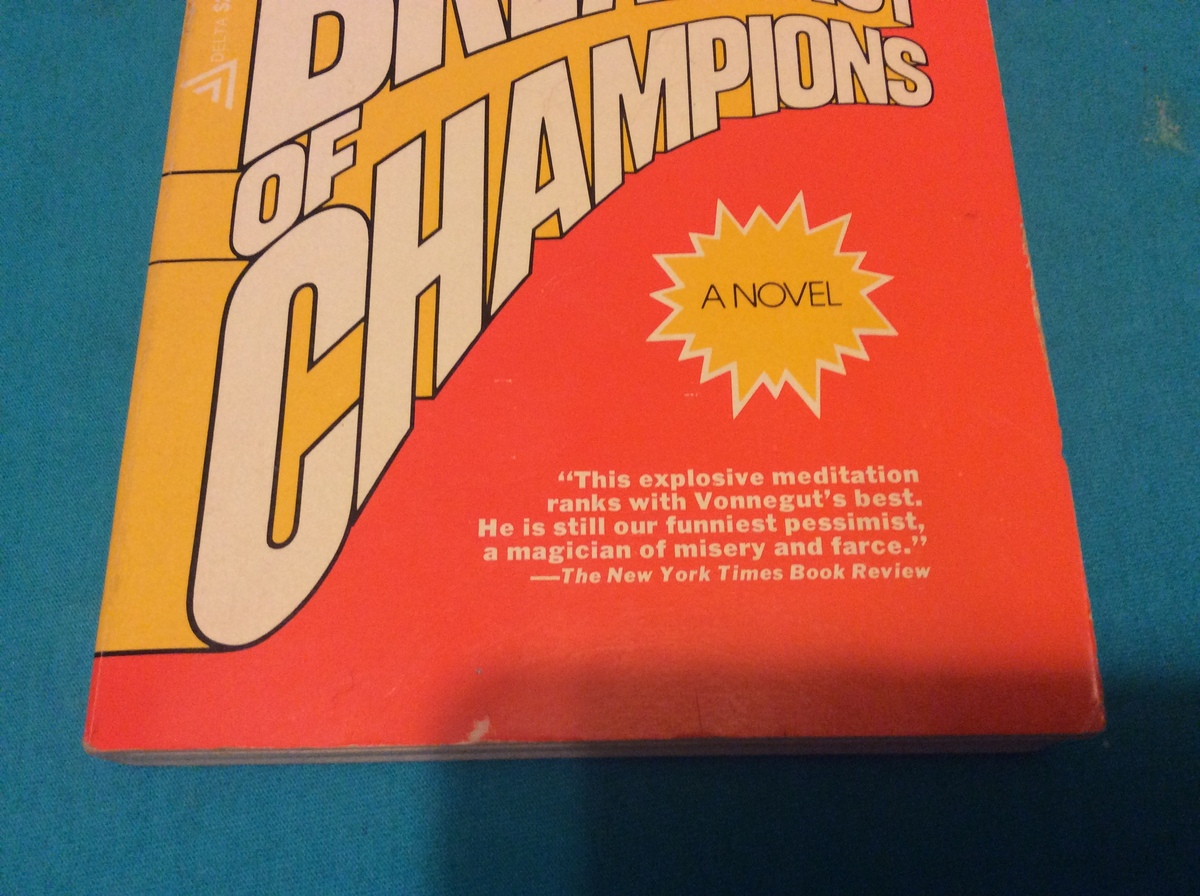 DELTA
OF
CHAMPIONS
A NOVEL
“This explosive meditation
ranks with Vonnegut’s best.
He is still our funniest pessimist,
a magician of misery and farce.”
—The New York Times Book Review